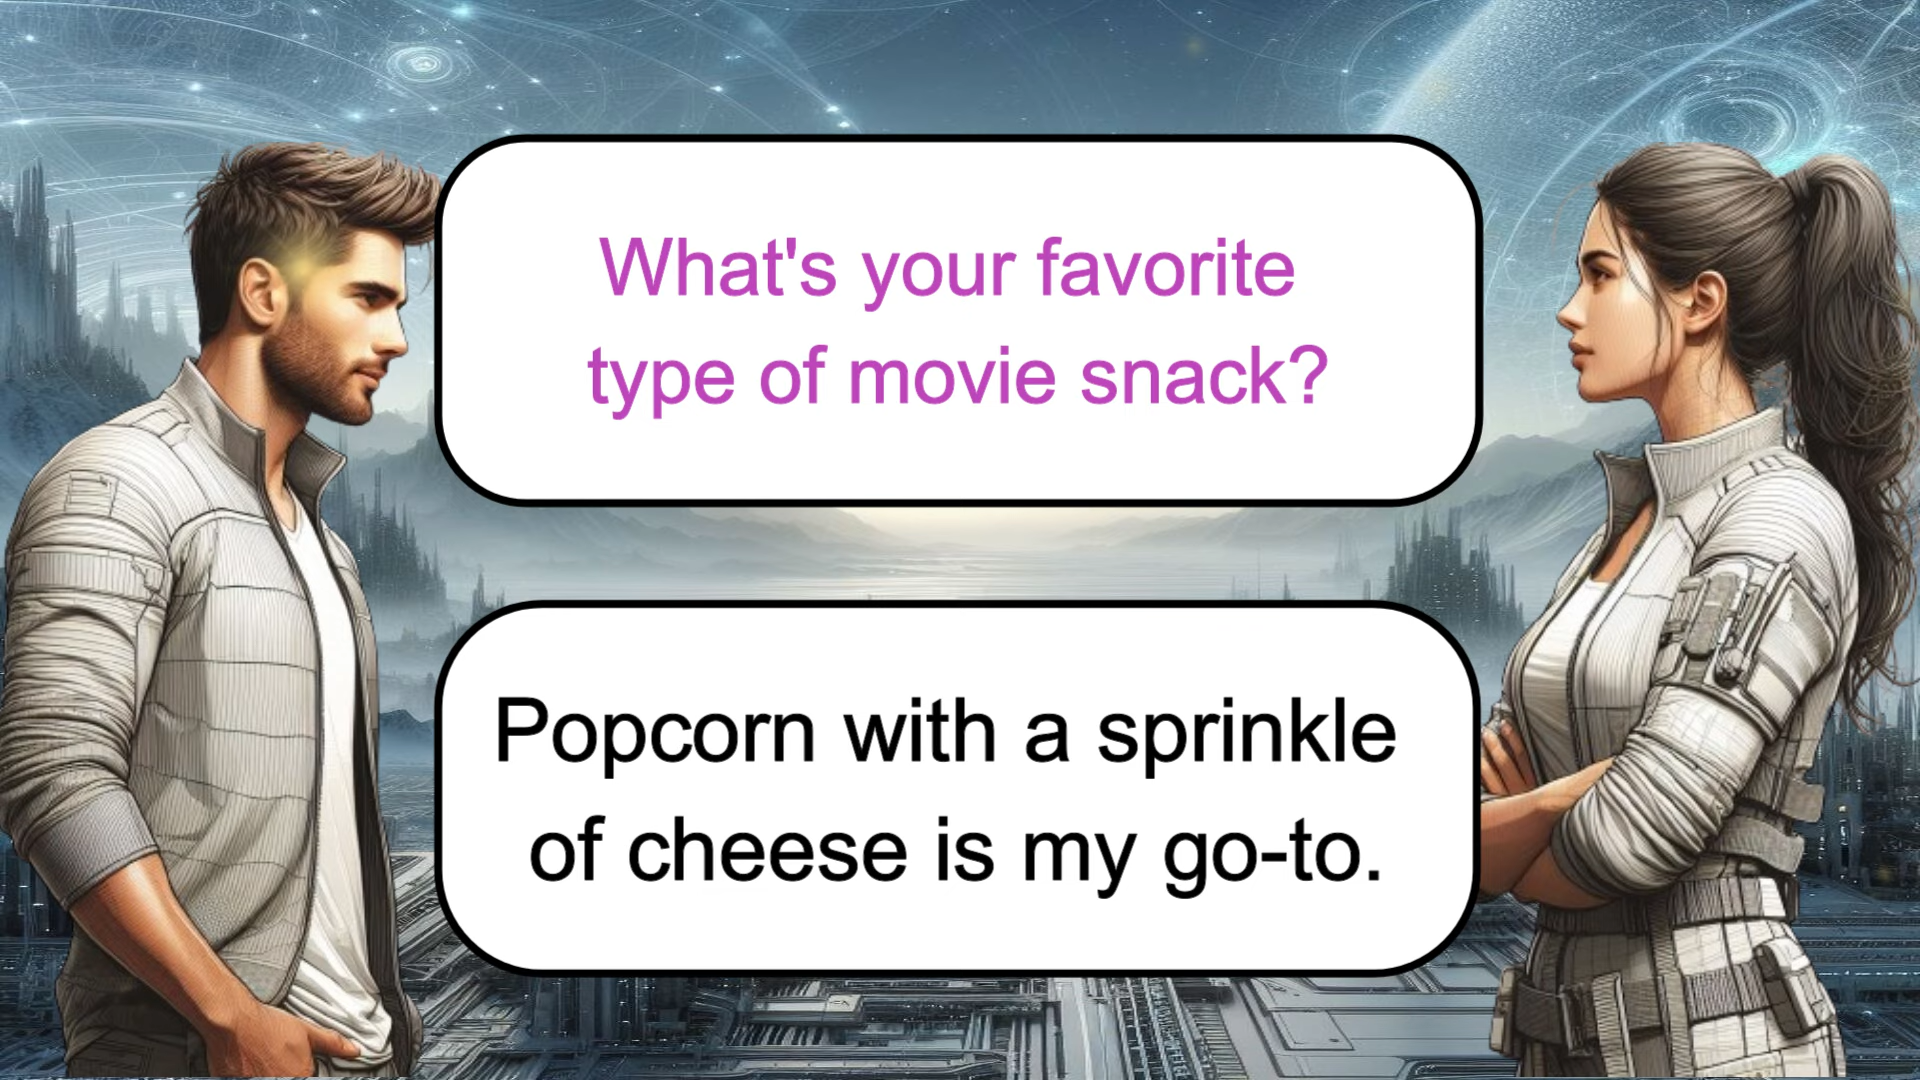 What's your favorite
type of movie snack?
Popcorn with a sprinkle
of cheese is my go-to.